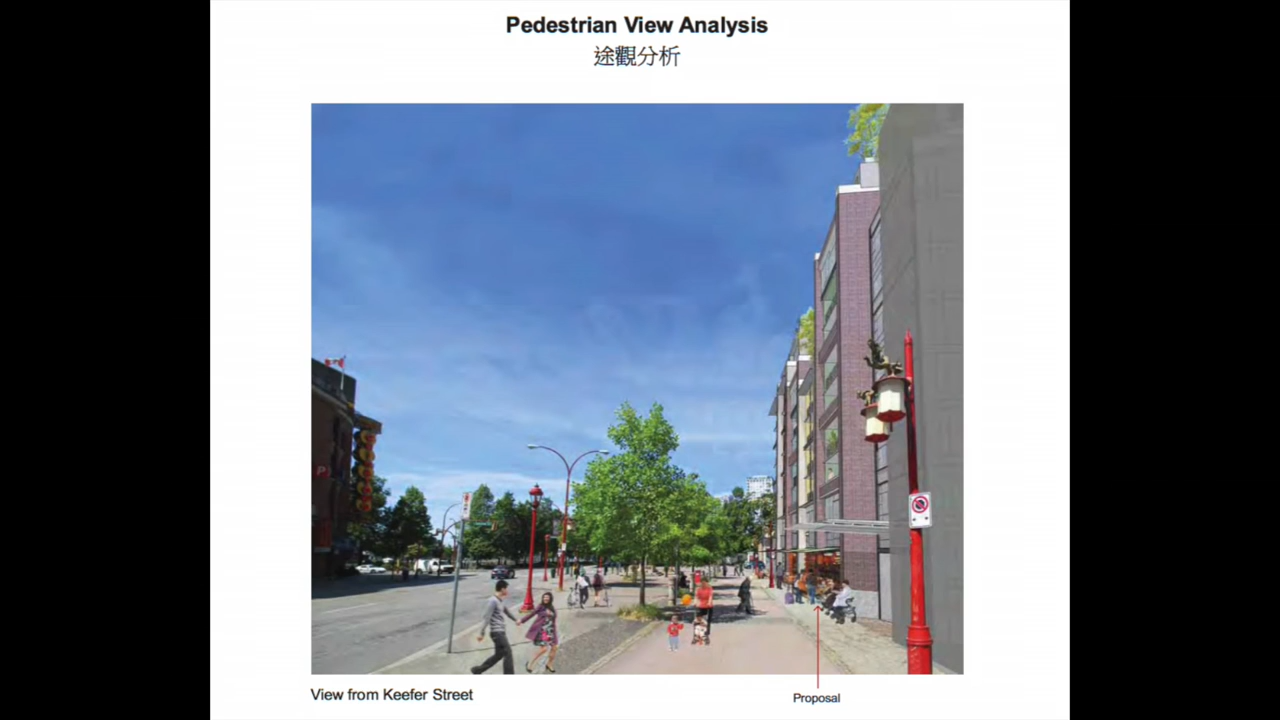 Pedestrian View Analysis
途觀分析
P
View from Keefer Street
Proposal